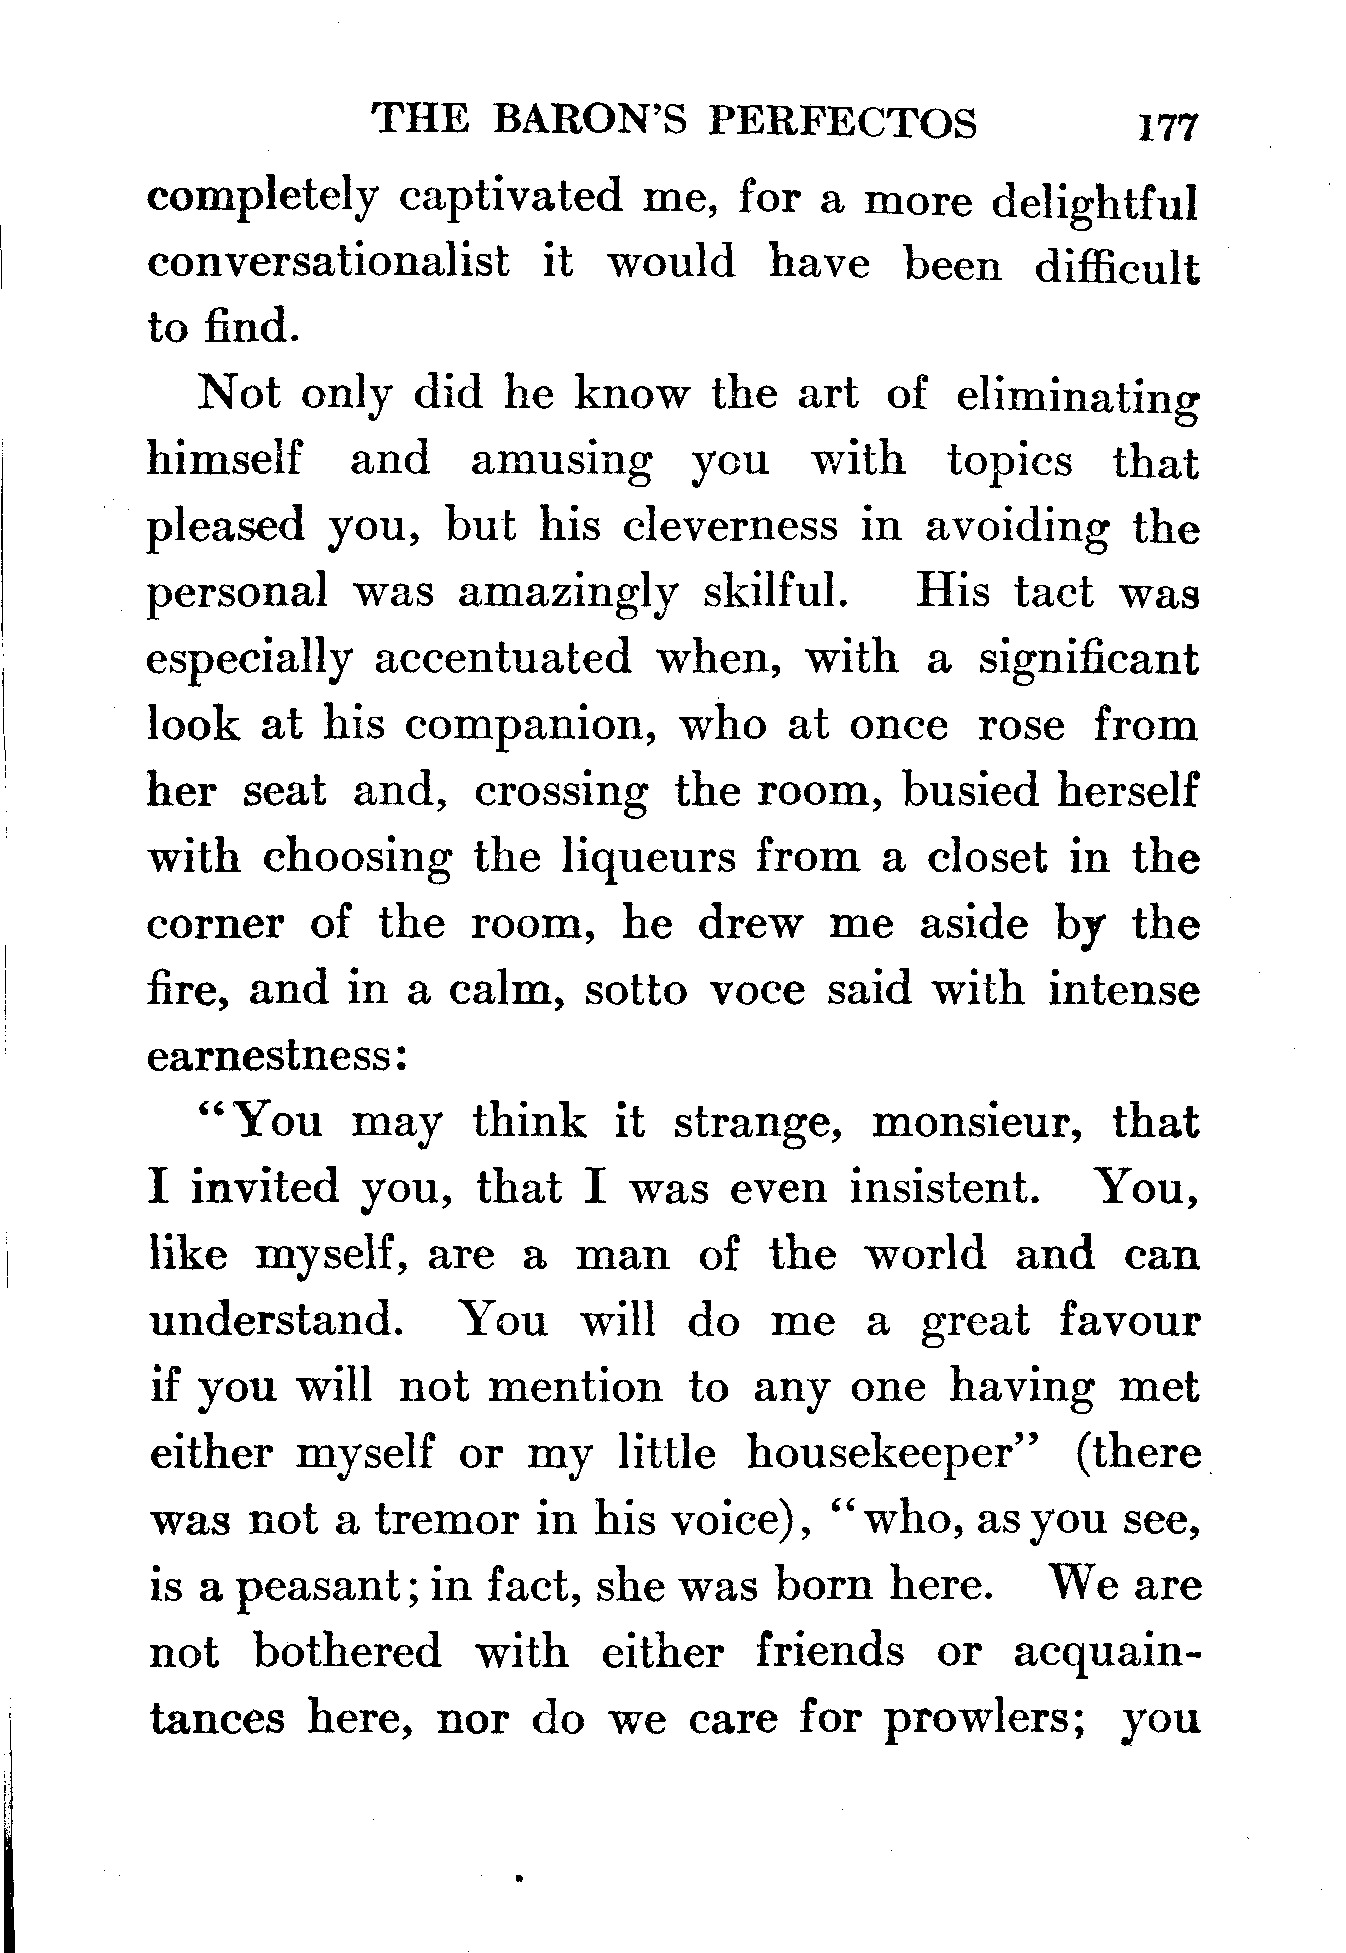 THE BARON'S PERFECTOS 177
completely captivated me, for a more delightful
conversationalist it would have been difficult
to find.
Not only did he know the art of eliminating
himself and amusing you with topics that
pleased you, but his cleverness in avoiding the
personal was amazingly skilful. His tact was
especially accentuated when, with a significant
look at his companion, who at once rose from
her seat and, crossing the room, busied herself
with choosing the liqueurs from a closet in the
corner of the room, he drew me aside by the
fire, and in a calm, sotto voce said with intense
earnestness:
"You may think it strange, monsieur, that
I invited you, that I was even insistent. You,
like myself, are a man of the world and can
understand. You will do me a great favour
if you will not mention to any one having met
either myself or my little housekeeper" (there
was not a tremor in his voice), "who, as you see,
is a peasant; in fact, she was born here. We are
not bothered with either friends or acquain-
tances here, nor do we care for prowlers; you